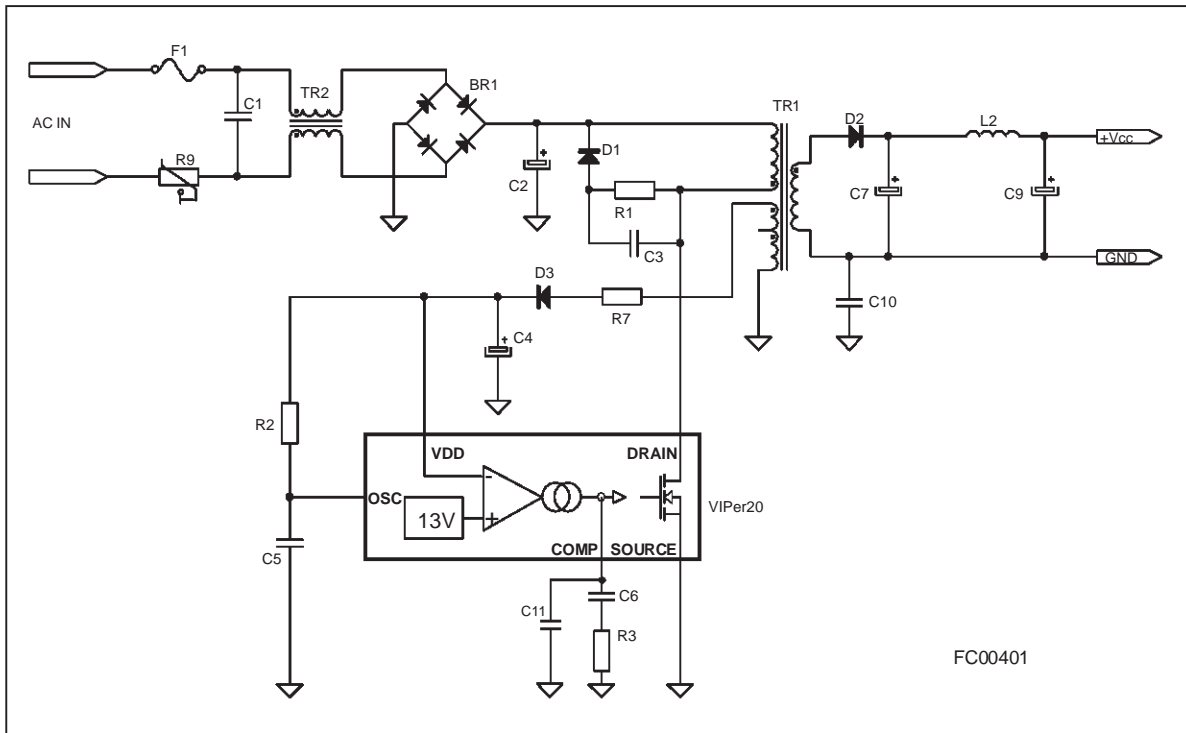 F1
BR1
TR2
TR1
C1
AC IN
D2
L2
+Vcc
D1
R9
C2
R1
C7
C9
C3
GND
D3
R7
C10
C4
+
+
+
+
R2
VDD
DRAIN
OSC
-
13V
+
VIPer20
COMP
SOURCE
C5
C6
C11
R3
FC00401